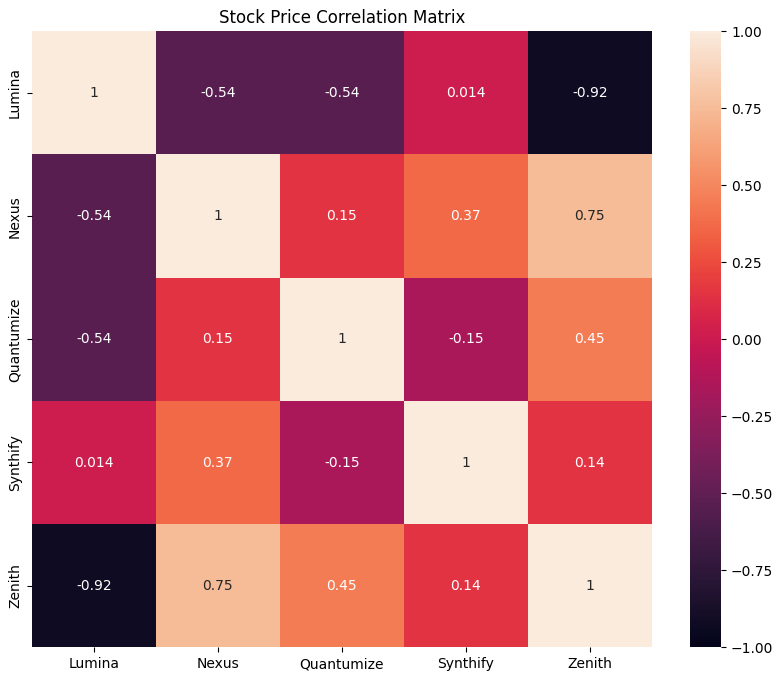 Stock Price Correlation Matrix
Lumina 1 -0.54 -0.54 0.014 -0.92
Nexus -0.54 1 0.15 0.37 0.75
Quantumize -0.54 0.15 1 -0.15 0.45
Synthify 0.014 0.37 -0.15 1 0.14
Zenith -0.92 0.75 0.45 0.14 1
Lumina Nexus Quantumize Synthify Zenith
1.00
0.75
0.50
0.25
0.00
−0.25
−0.50
−0.75
−1.00